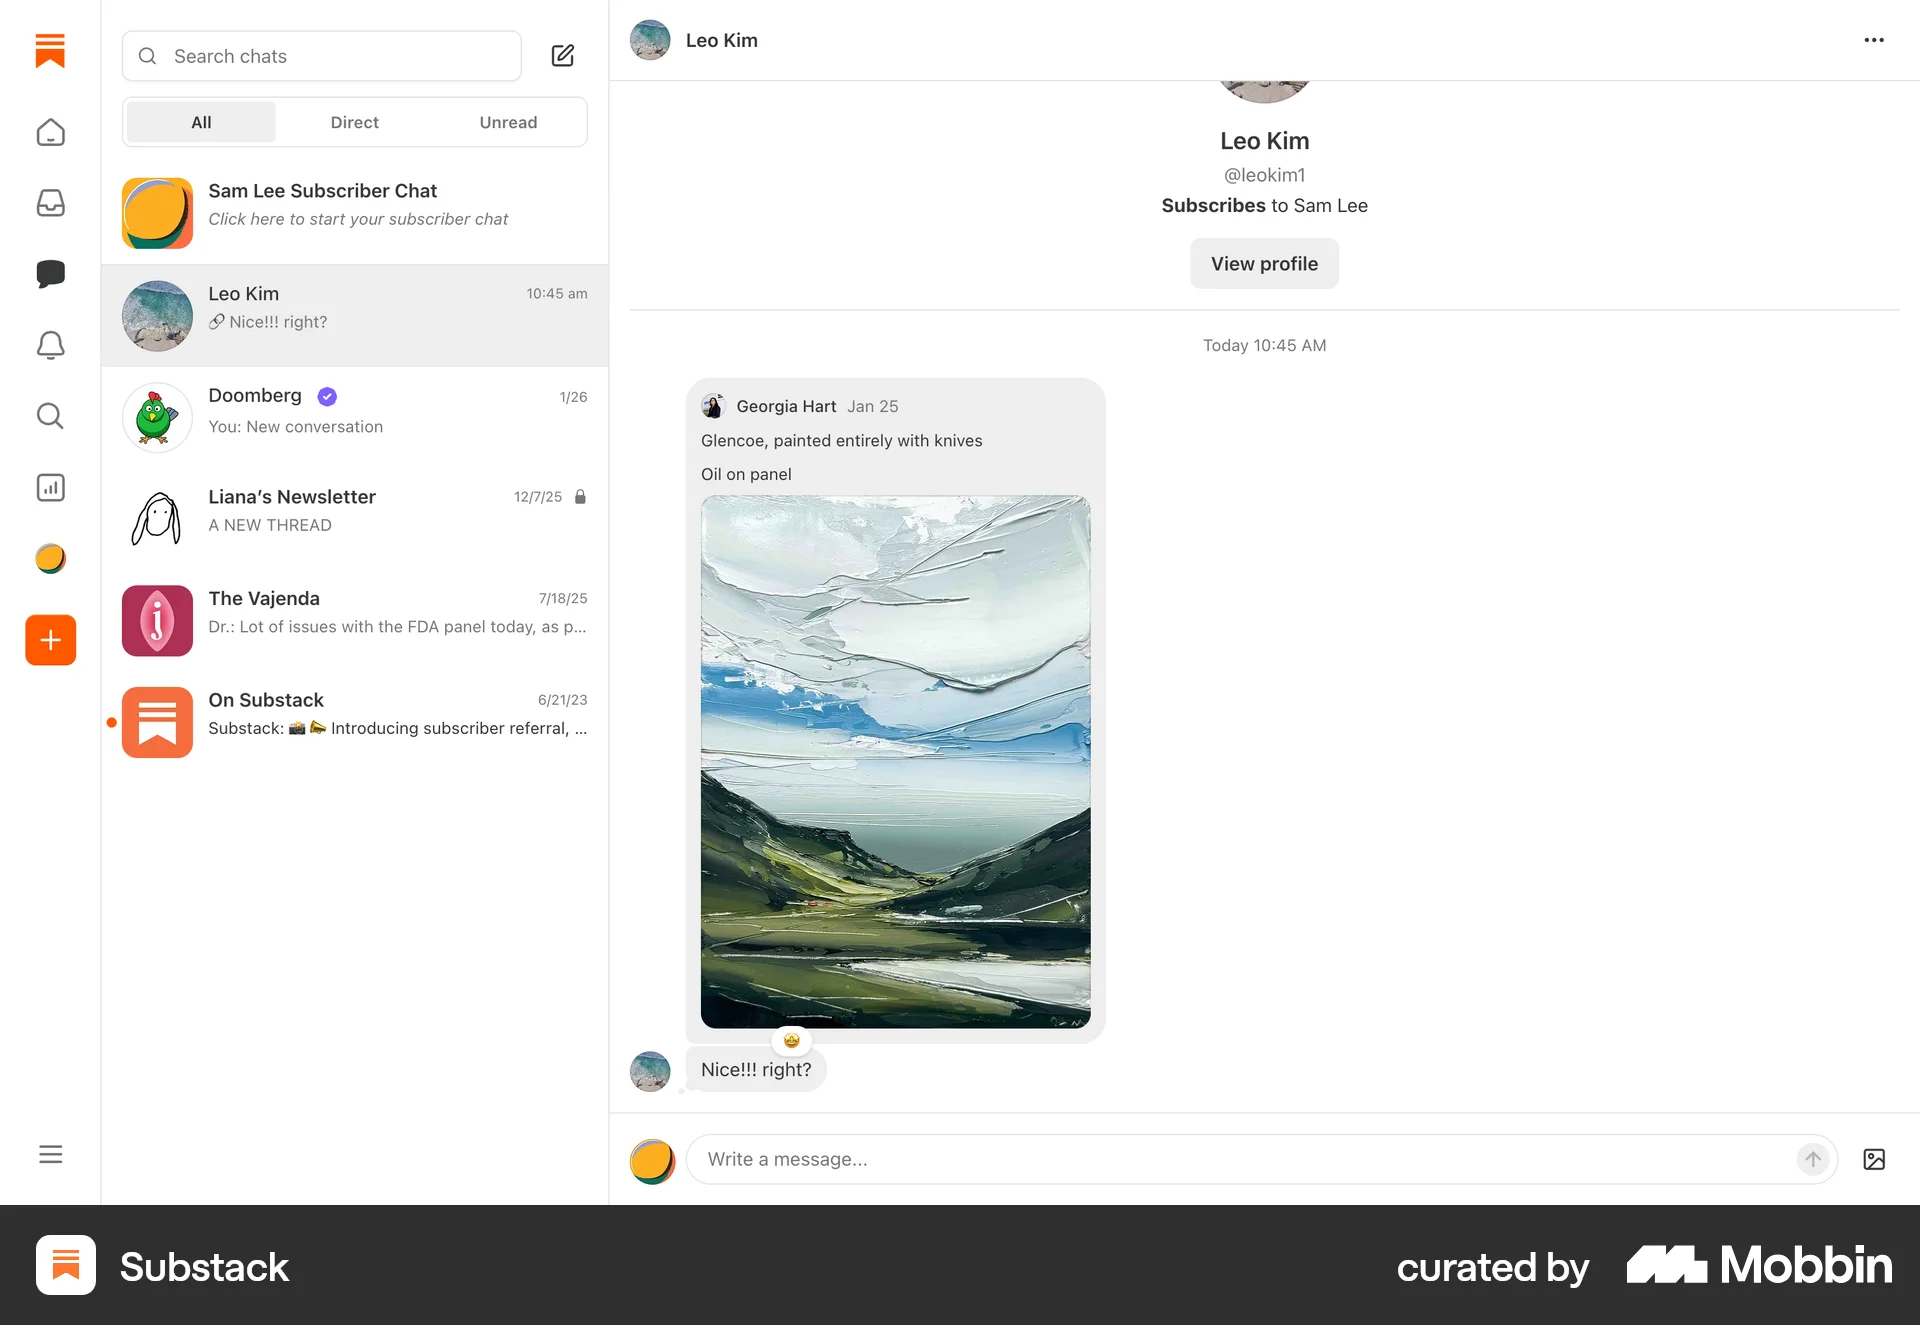 Search chats
All
Direct
Unread
Sam Lee Subscriber Chat
Click here to start your subscriber chat
Leo Kim
10:45 am
🔗 Nice!!! right?
Doomberg
1/26
You: New conversation
Liana’s Newsletter
12/7/25
A NEW THREAD
The Vajenda
7/18/25
Dr.: Lot of issues with the FDA panel today, as p...
On Substack
6/21/23
Substack: 📸 📣 Introducing subscriber referral, ...
Leo Kim
Leo Kim
@leokim1
Subscribes to Sam Lee
View profile
Today 10:45 AM
Georgia Hart Jan 25
Glencoe, painted entirely with knives
Oil on panel
🤩
Nice!!! right?
Write a message...
Substack
curated by Mobbin